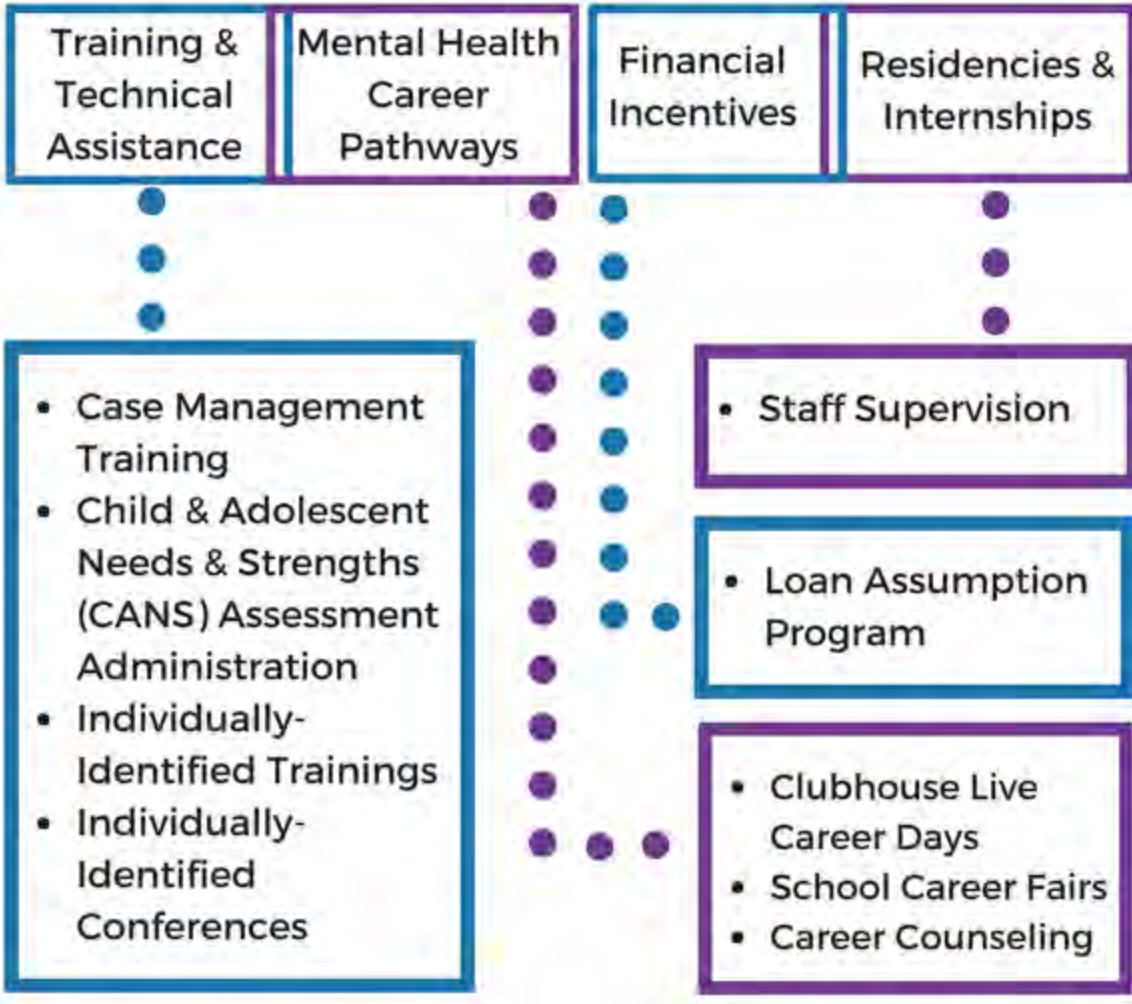 Training &
Technical
Assistance
Mental Health
Career
Pathways
Financial
Incentives
Residencies &
Internships
• Case Management
Training
• Child & Adolescent
Needs & Strengths
(CANS) Assessment
Administration
• Individually-
Identified Trainings
• Individually-
Identified
Conferences
• Staff Supervision
• Loan Assumption
Program
• Clubhouse Live
Career Days
• School Career Fairs
• Career Counseling